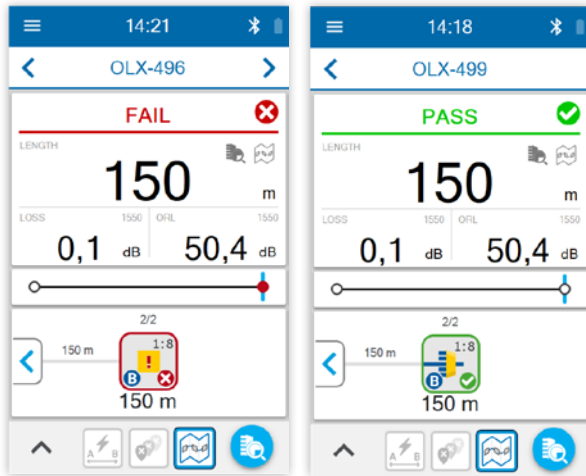 14:21
OLX-496
FAIL
LENGTH
150 m
LOSS 1550 ORL 1550
0,1 dB 50,4 dB
2/2
150 m
1:8
!
B
150 m
A B
14:18
OLX-499
PASS
LENGTH
150 m
LOSS 1550 ORL 1550
0,1 dB 50,4 dB
2/2
150 m
1:8
B
150 m
A B